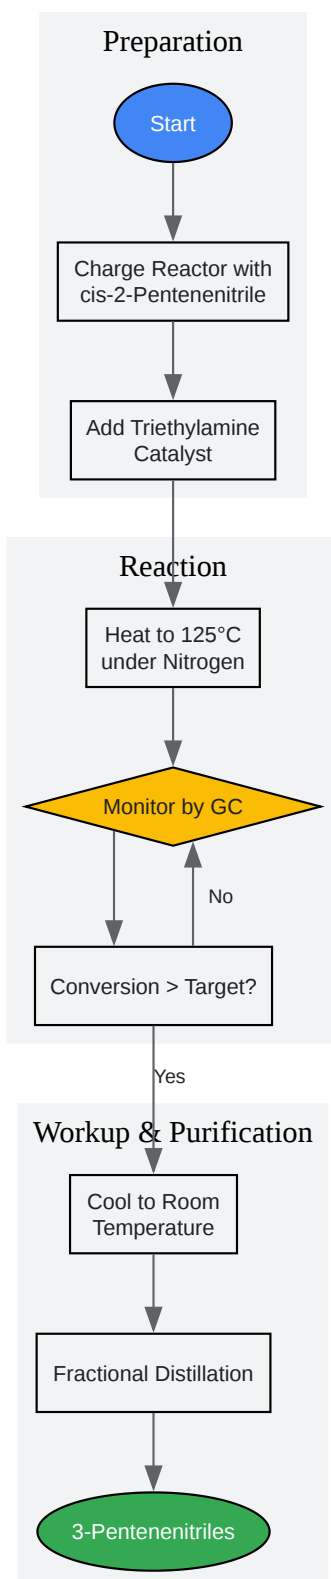 Preparation
Start
Charge Reactor with
cis-2-Pentenenitrile
Add Triethylamine
Catalyst
Reaction
Heat to 125°C
under Nitrogen
Monitor by GC
No
Conversion > Target?
Yes
Workup & Purification
Cool to Room
Temperature
Fractional Distillation
3-Pentenenitriles